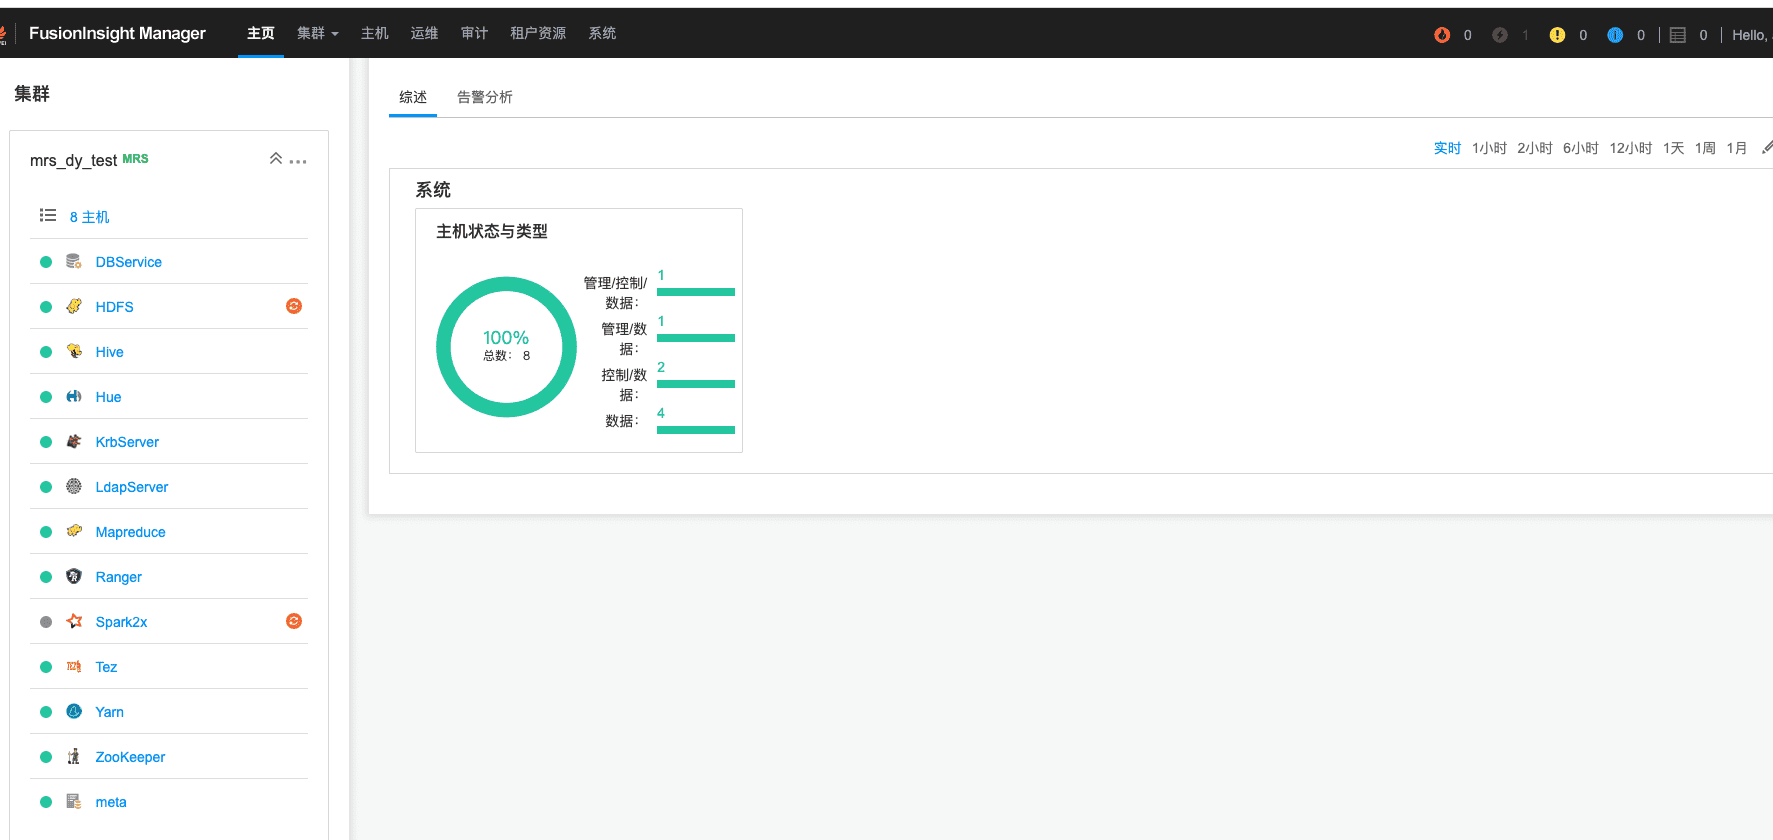 FusionInsight Manager 主页 集群 主机 运维 审计 租户资源 系统 0 1 0 0 0 Hello,
集群
mrs_dy_test MRS
8 主机
DBService
HDFS
Hive
Hue
KrbServer
LdapServer
Mapreduce
Ranger
Spark2x
Tez
Yarn
ZooKeeper
meta
综述 告警分析
实时 1小时 2小时 6小时 12小时 1天 1周 1月
系统
主机状态与类型
100%
总数： 8
管理/控制/ 1
数据：
管理/数 1
据：
控制/数 2
据：
数据： 4